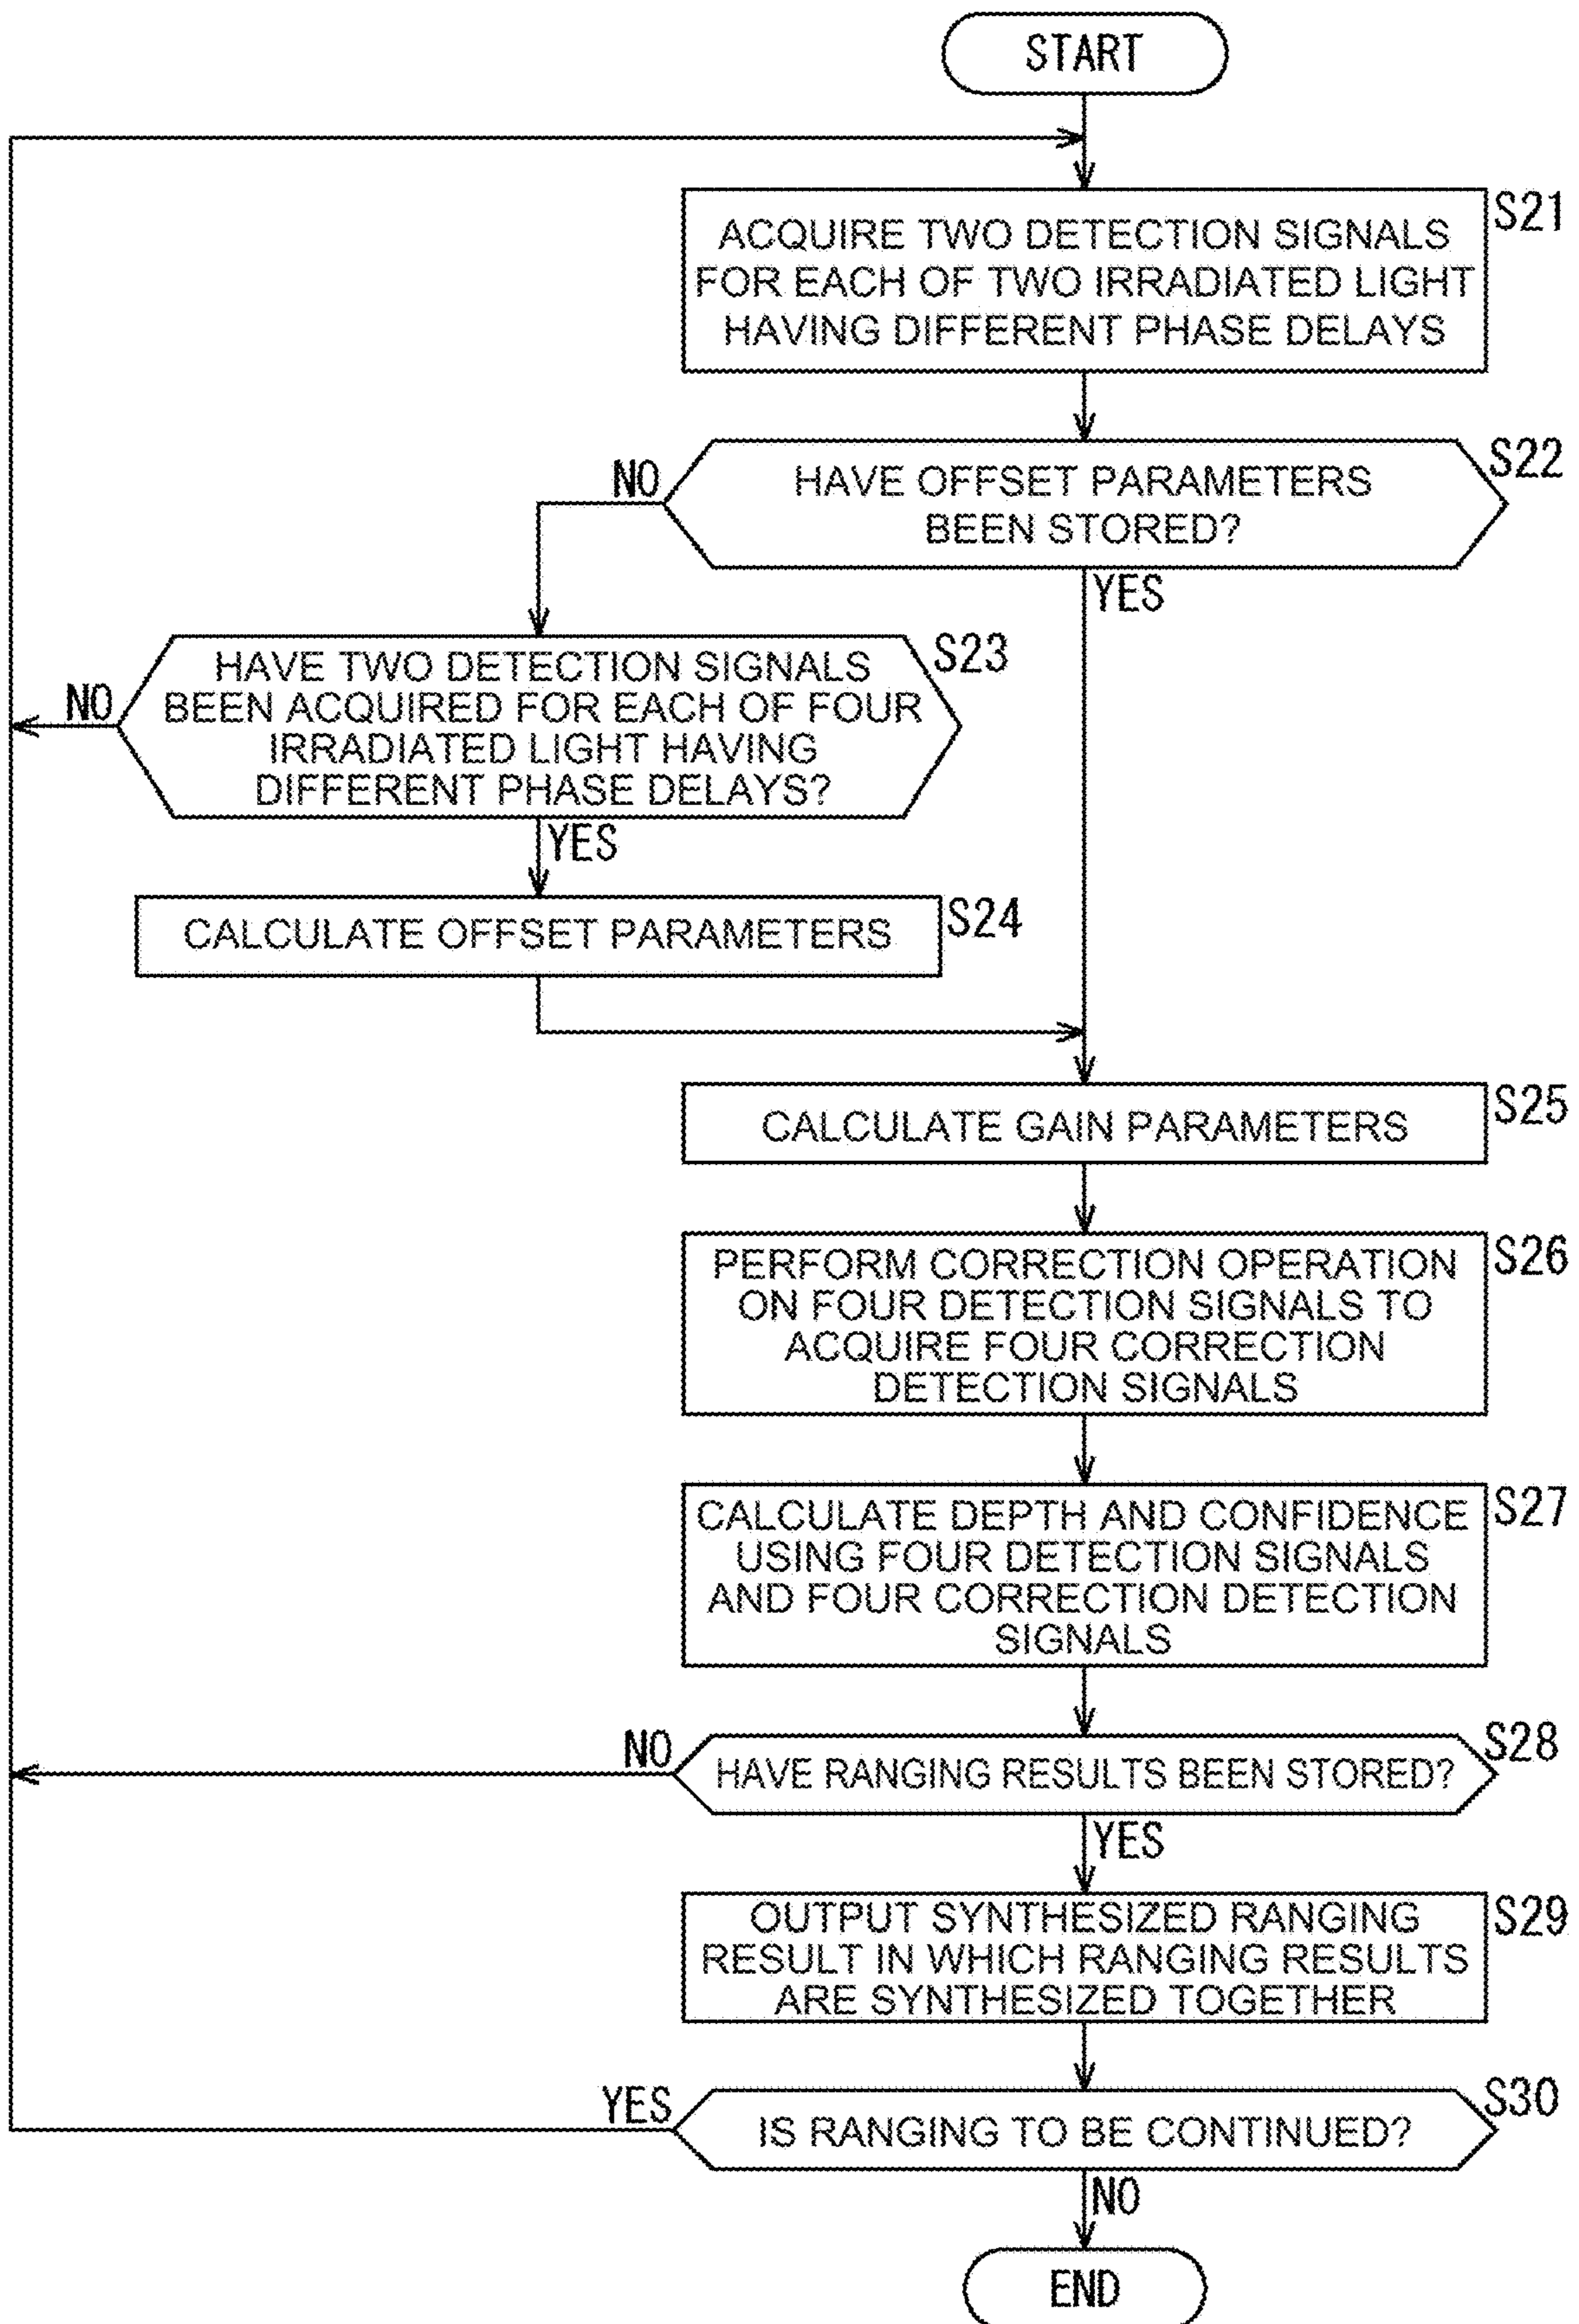 START
S21
ACQUIRE TWO DETECTION SIGNALS
FOR EACH OF TWO IRRADIATED LIGHT
HAVING DIFFERENT PHASE DELAYS
S22
NO
HAVE OFFSET PARAMETERS
BEEN STORED?
YES
S23
HAVE TWO DETECTION SIGNALS
NO
BEEN ACQUIRED FOR EACH OF FOUR
IRRADIATED LIGHT HAVING
DIFFERENT PHASE DELAYS?
YES
S24
CALCULATE OFFSET PARAMETERS
S25
CALCULATE GAIN PARAMETERS
S26
PERFORM CORRECTION OPERATION
ON FOUR DETECTION SIGNALS TO
ACQUIRE FOUR CORRECTION
DETECTION SIGNALS
S27
CALCULATE DEPTH AND CONFIDENCE
USING FOUR DETECTION SIGNALS
AND FOUR CORRECTION DETECTION
SIGNALS
S28
NO
HAVE RANGING RESULTS BEEN STORED?
YES
S29
OUTPUT SYNTHESIZED RANGING
RESULT IN WHICH RANGING RESULTS
ARE SYNTHESIZED TOGETHER
S30
YES
IS RANGING TO BE CONTINUED?
NO
END